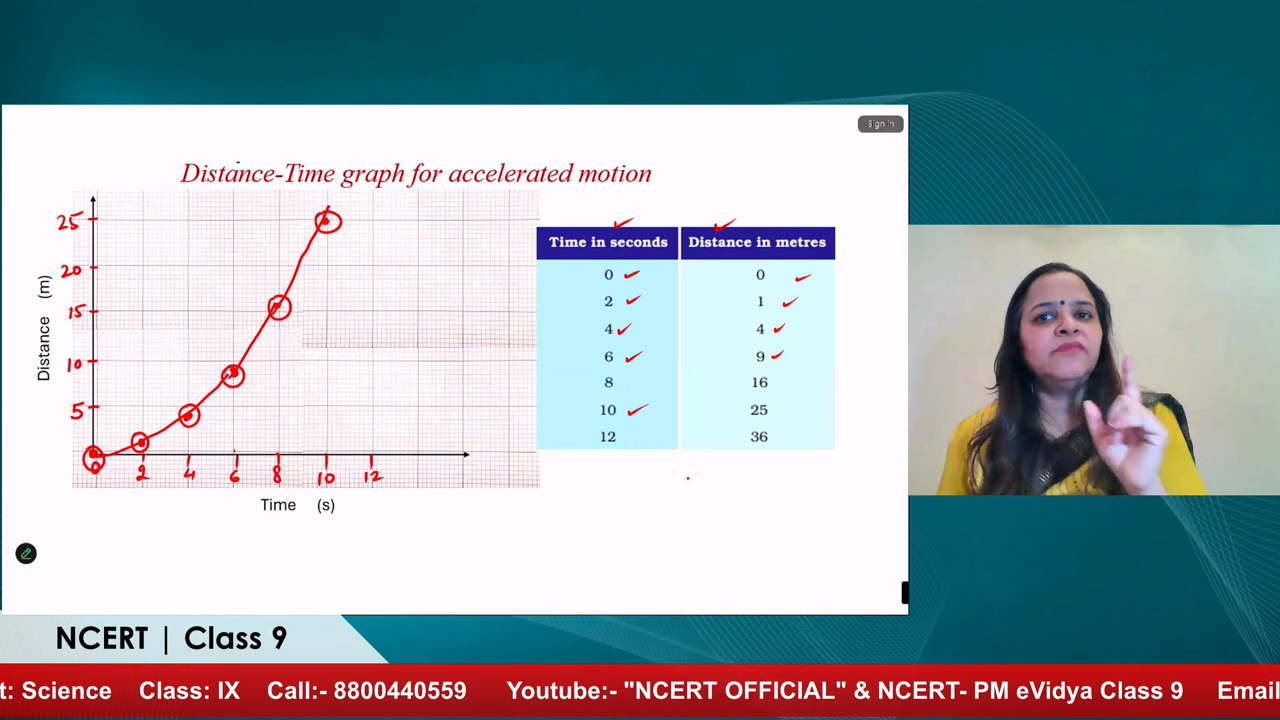 Sign in
Distance-Time graph for accelerated motion
25
20
15
10
5
0
2
4
6
8
10
12
Distance (m)
Time (s)
Time in seconds Distance in metres
0 0
2 1
4 4
6 9
8 16
10 25
12 36
NCERT | Class 9
t: Science Class: IX Call:- 8800440559 Youtube:- "NCERT OFFICIAL" & NCERT- PM eVidya Class 9 Email